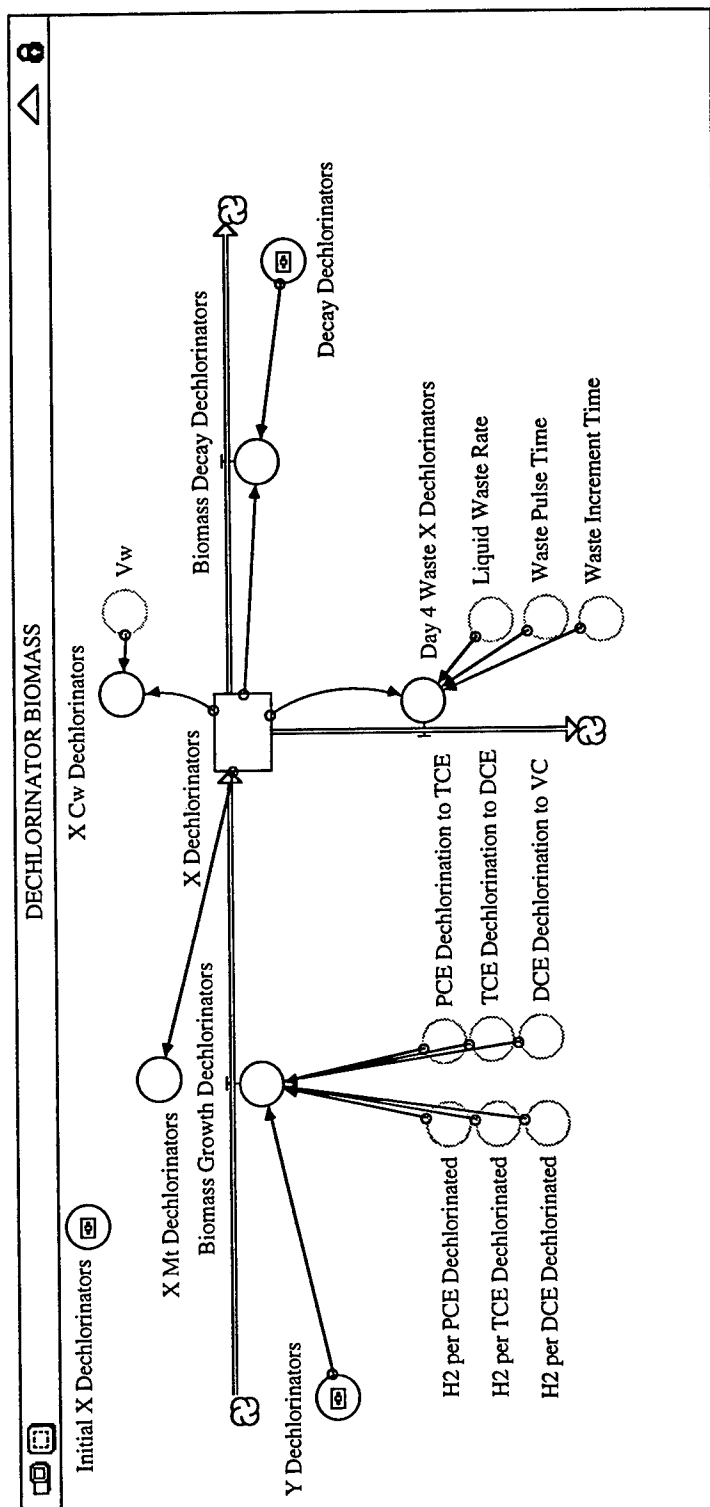 DECHLORINATOR BIOMASS
Initial X Dechlorinators
X Cw Dechlorinators
Vw
X Mt Dechlorinators
X Dechlorinators
Biomass Growth Dechlorinators
Biomass Decay Dechlorinators
Y Dechlorinators
Decay Dechlorinators
Day 4 Waste X Dechlorinators
H2 per PCE Dechlorinated
PCE Dechlorination to TCE
Liquid Waste Rate
H2 per TCE Dechlorinated
TCE Dechlorination to DCE
Waste Pulse Time
H2 per DCE Dechlorinated
DCE Dechlorination to VC
Waste Increment Time